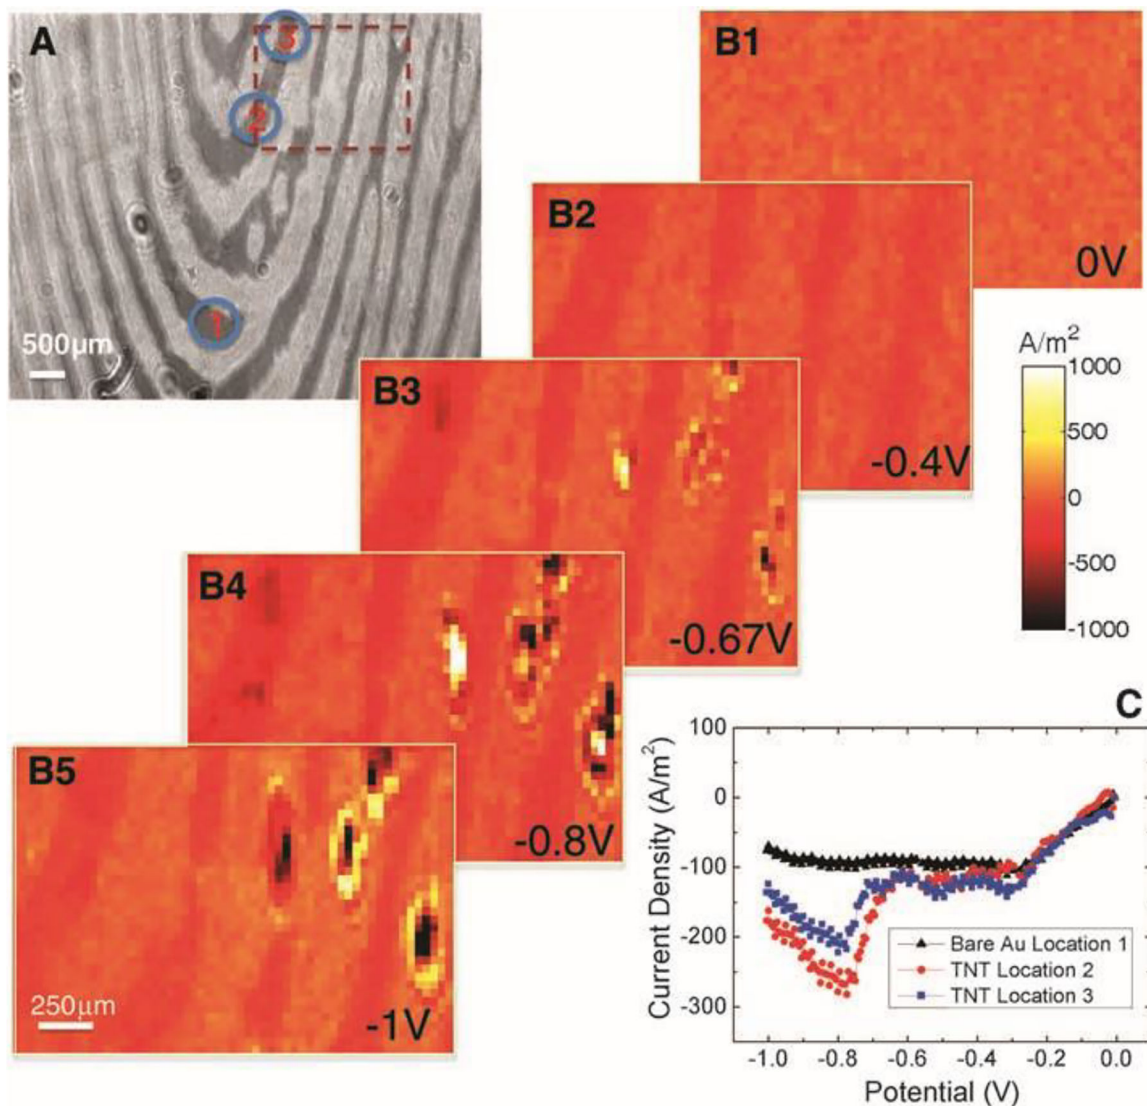 A
3
2
1
500μm
B1
0V
B2
-0.4V
B3
-0.67V
B4
-0.8V
B5
250μm
-1V
A/m²
1000
500
0
-500
-1000
C
100
0
-100
-200
-300
Current Density (A/m²)
Bare Au Location 1
TNT Location 2
TNT Location 3
-1.0 -0.8 -0.6 -0.4 -0.2 0.0
Potential (V)